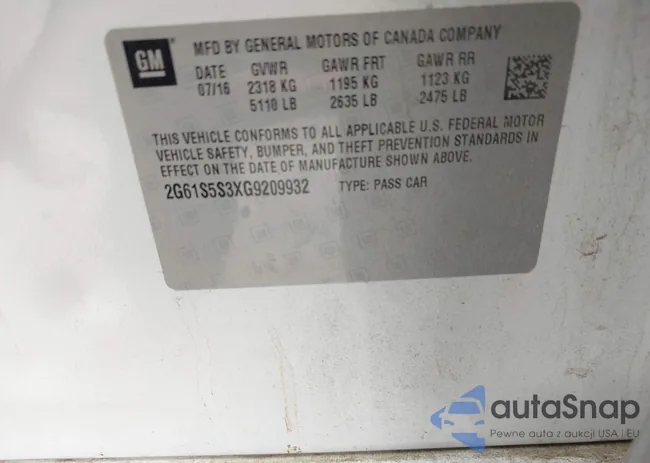 GM
MFD BY GENERAL MOTORS OF CANADA COMPANY
DATE GVWR GAWR FRT GAWR RR
07/16 2318 KG 1195 KG 1123 KG
5110 LB 2635 LB 2475 LB
THIS VEHICLE CONFORMS TO ALL APPLICABLE U.S. FEDERAL MOTOR
VEHICLE SAFETY, BUMPER, AND THEFT PREVENTION STANDARDS IN
EFFECT ON THE DATE OF MANUFACTURE SHOWN ABOVE.
2G61S5S3XG9209932 TYPE: PASS CAR
autaSnap
Pewne auta z aukcji USA i EU